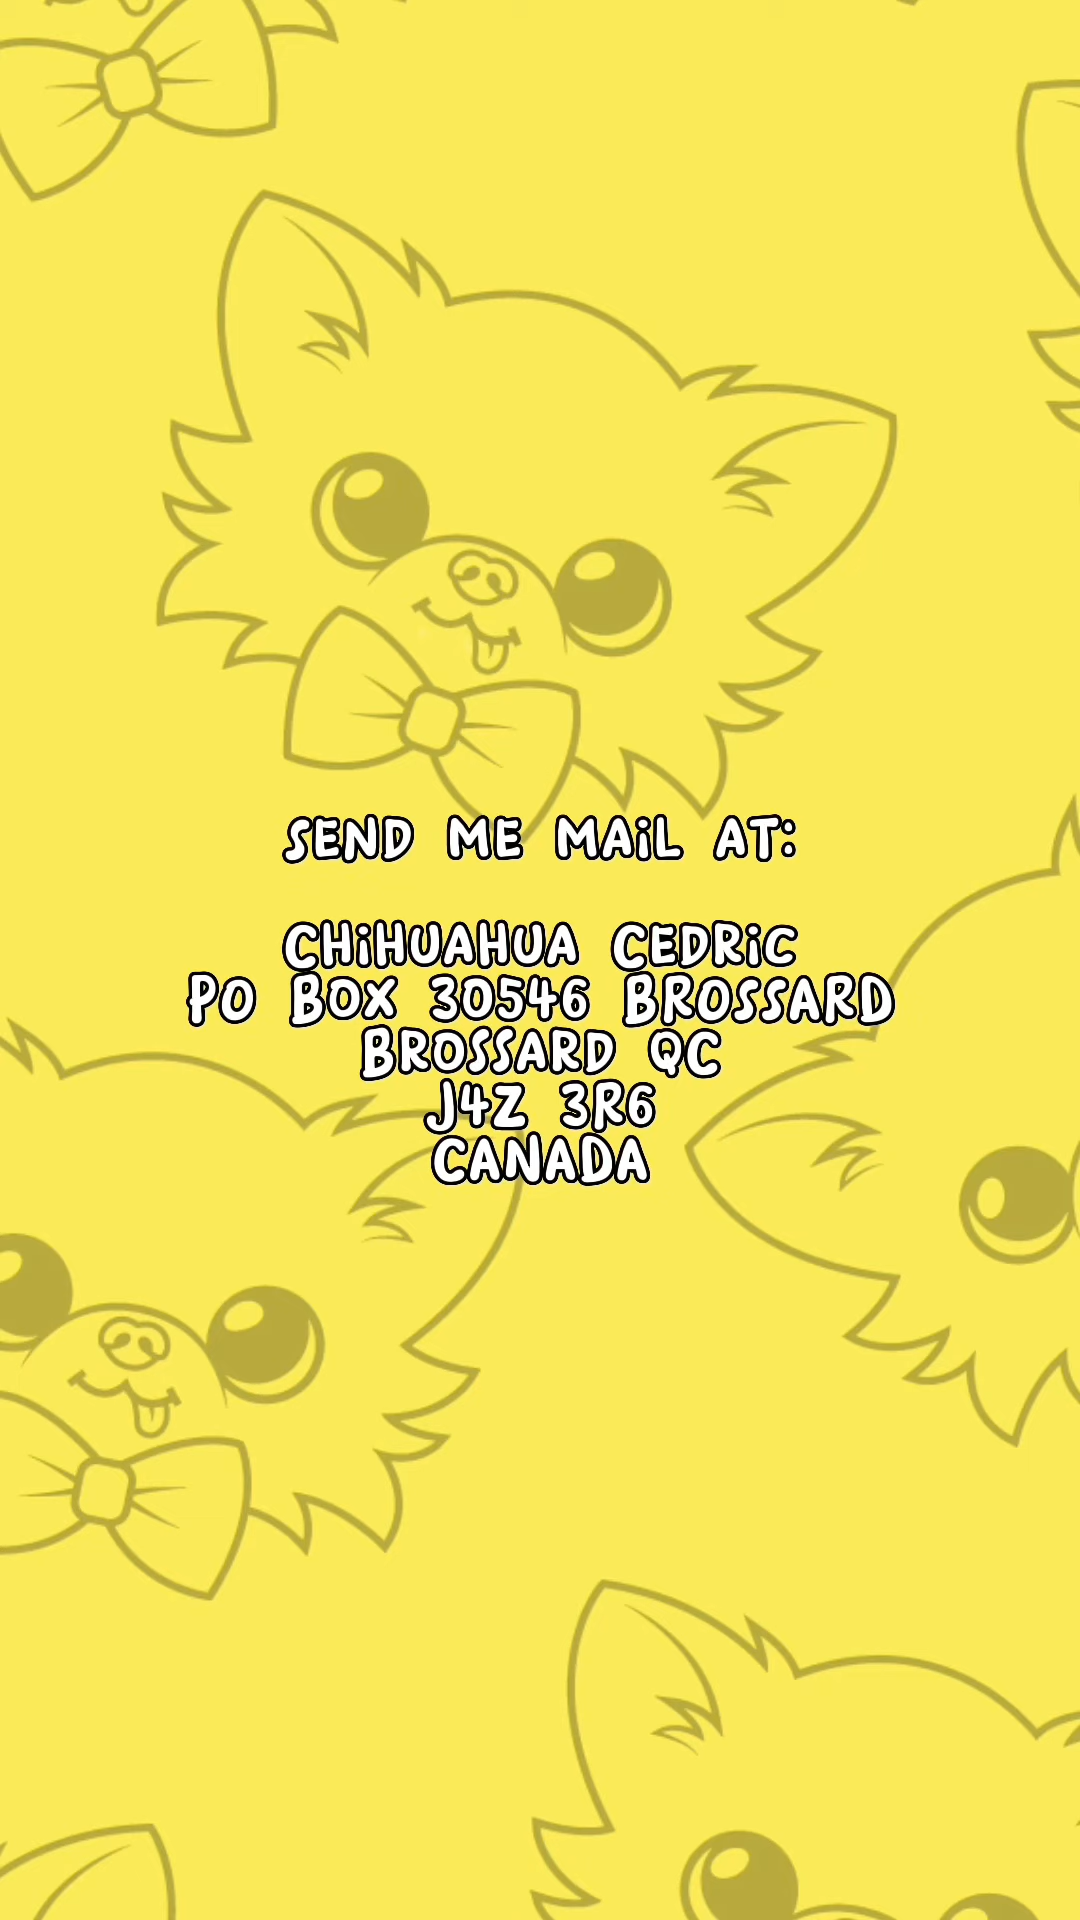 SEND ME MAiL AT:
CHiHUAHUA CEDRiC
PO BOX 30546 BROSSARD
BROSSARD QC
J4Z 3R6
CANADA